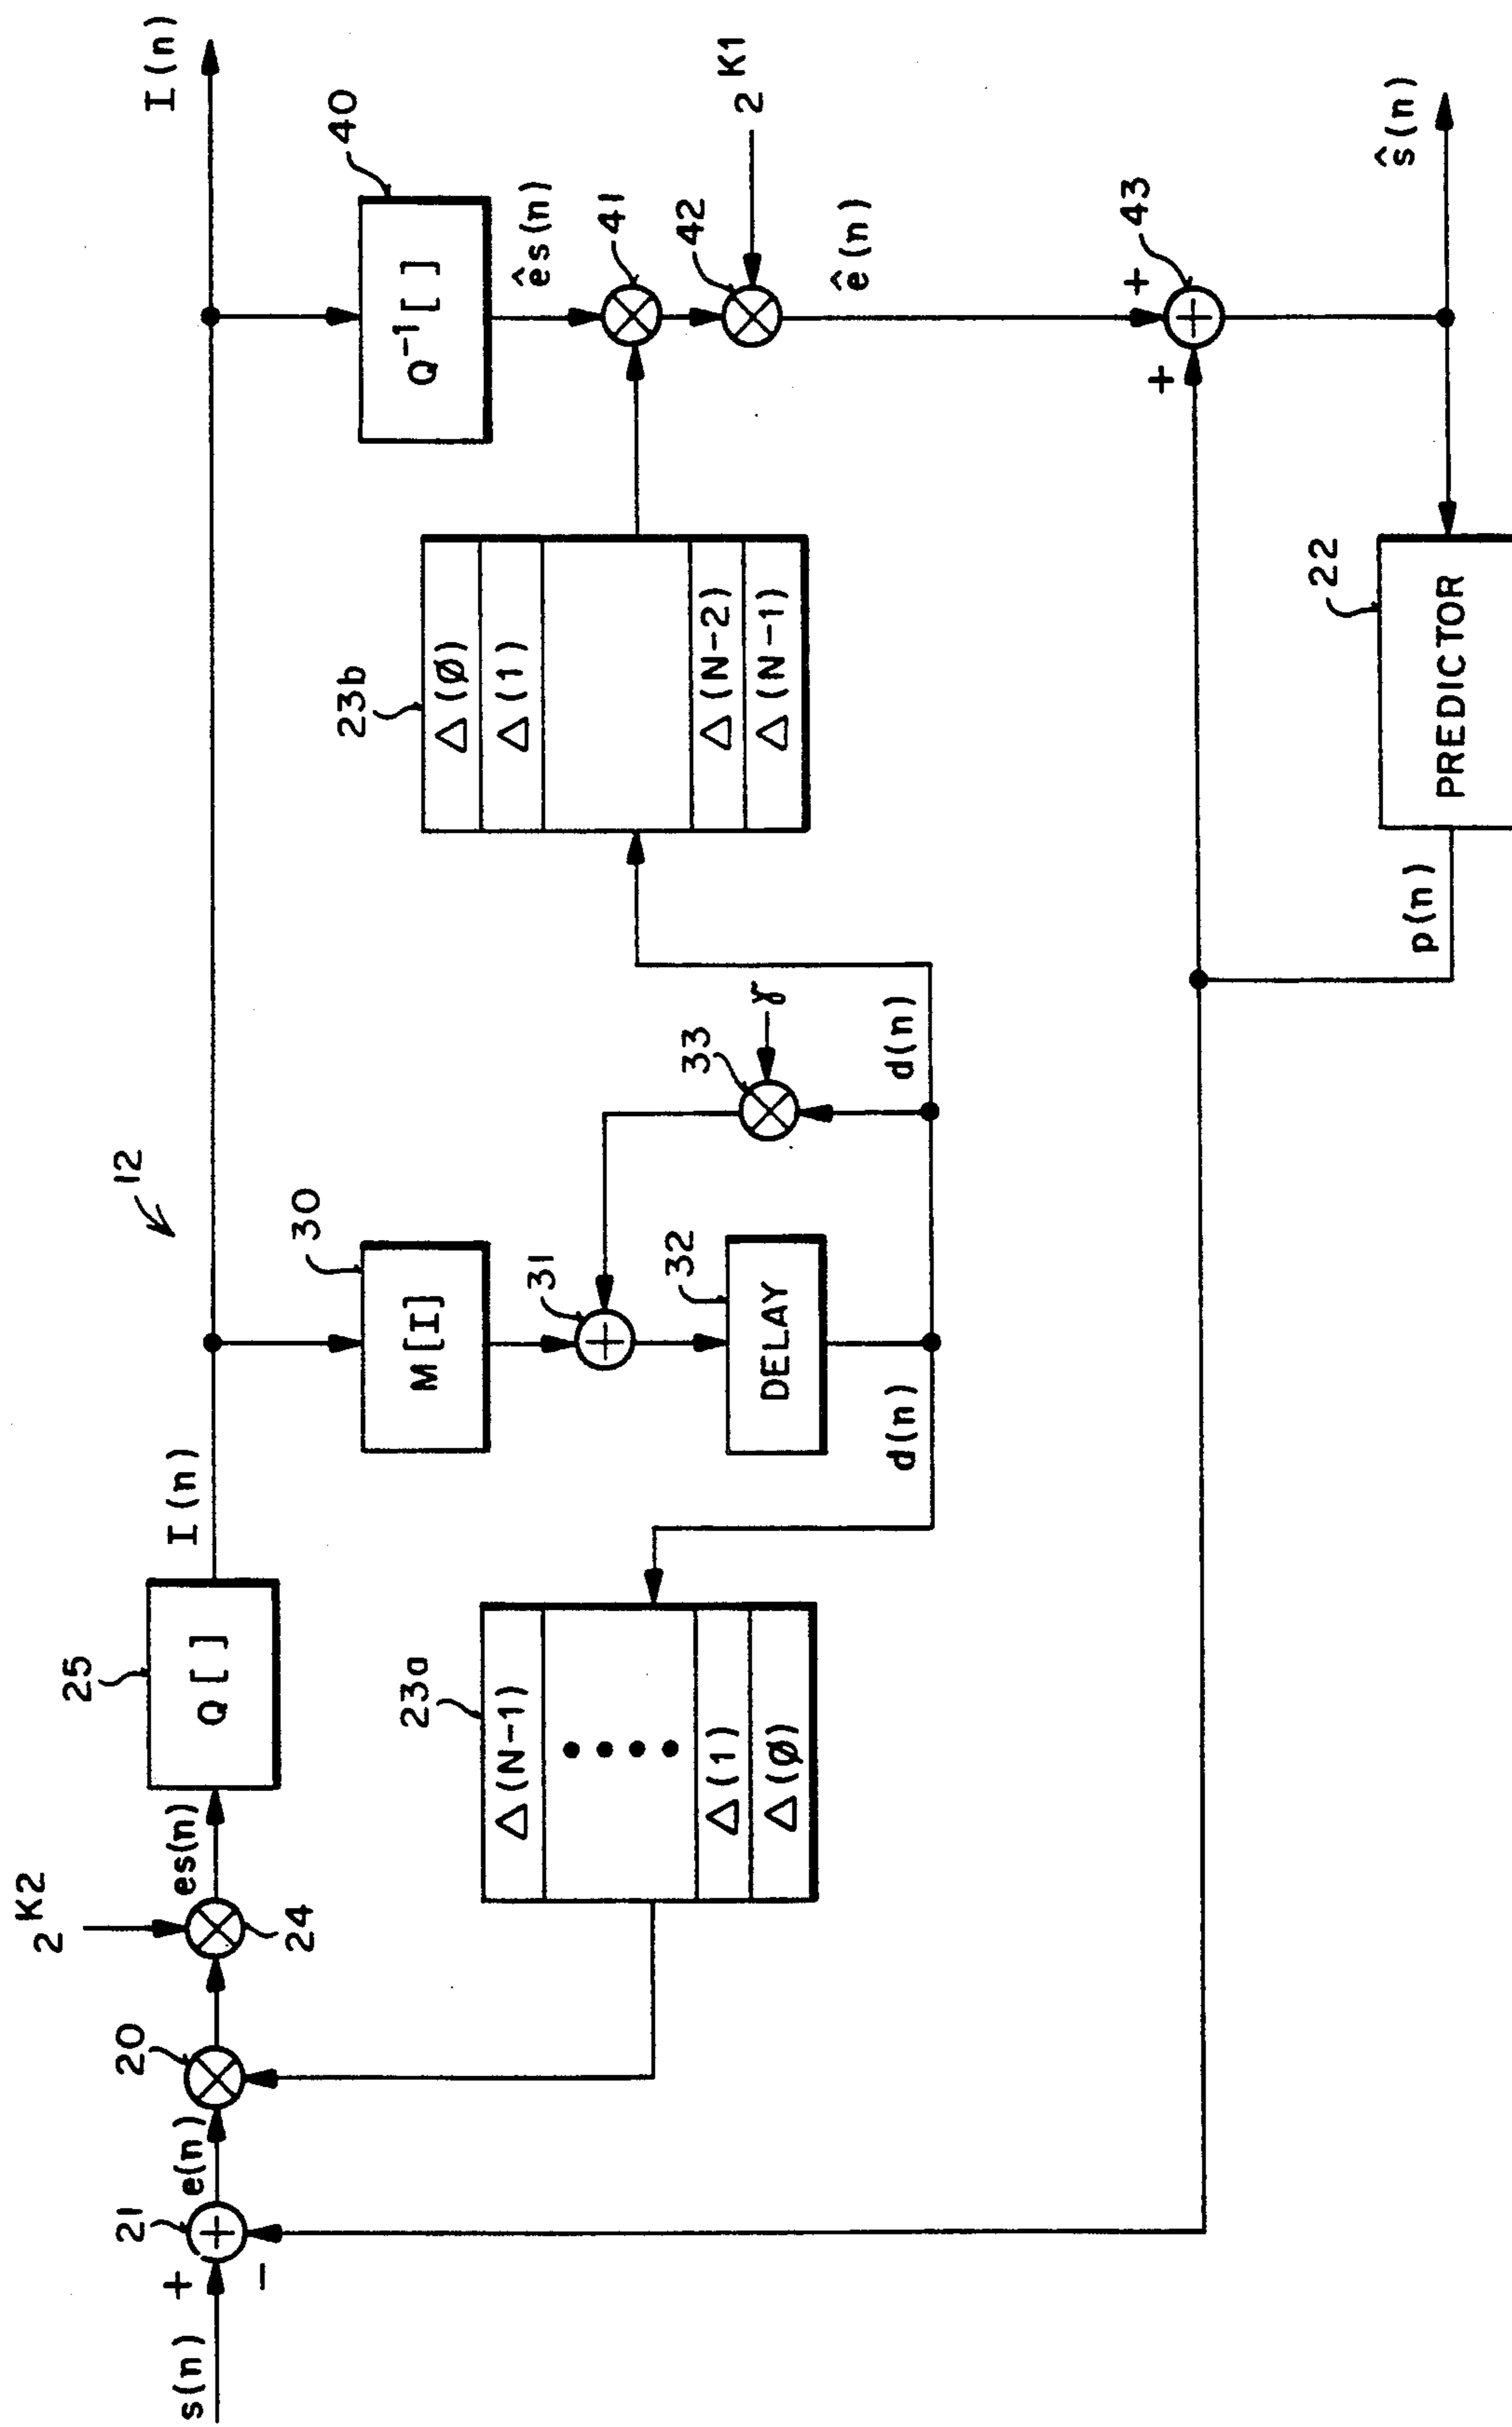 12
s(n)
+
−
21
e(n)
20
2^K2
24
es(n)
25
Q[]
I(n)
I(n)
30
M[I]
31
32
DELAY
33
γ
d(n)
d(n)
23a
Δ(N-1)
Δ(1)
Δ(Ø)
23b
Δ(Ø)
Δ(1)
Δ(N-2)
Δ(N-1)
40
Q⁻¹[]
ês(n)
41
42
2^K1
ê(n)
43
+
+
ŝ(n)
22
PREDICTOR
p(n)